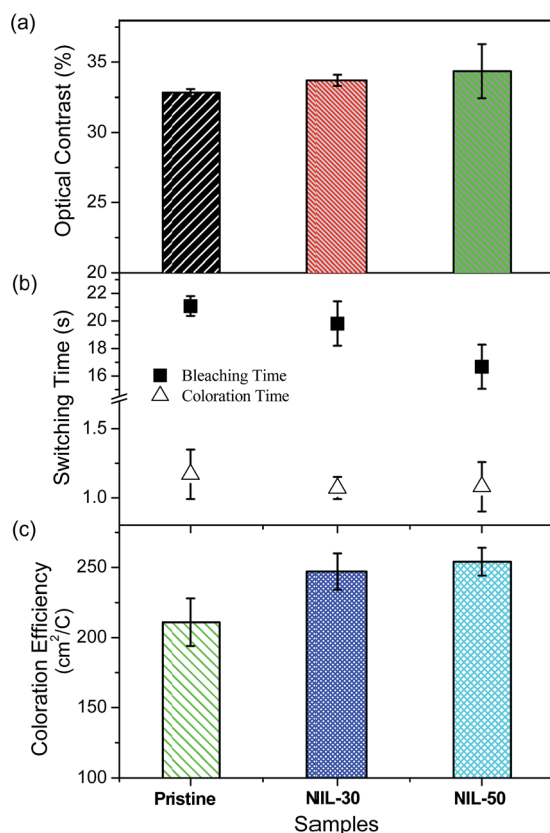 (a)
Optical Contrast (%)
35
30
25
20
(b)
Switching Time (s)
22
21
20
18
16
1.5
1.0
■ Bleaching Time
△ Coloration Time
(c)
Coloration Efficiency
(cm²/C)
250
200
150
100
Pristine NIL-30 NIL-50
Samples